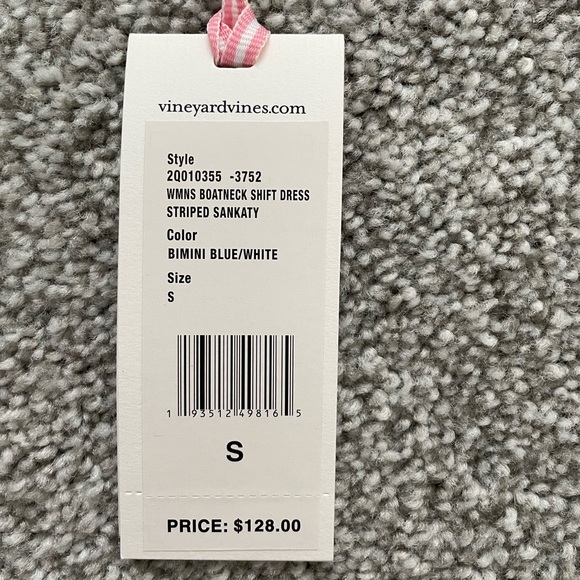 vineyardvines.com
Style
2Q010355 -3752
WMNS BOATNECK SHIFT DRESS
STRIPED SANKATY
Color
BIMINI BLUE/WHITE
Size
S
1 93512 49816 5
S
PRICE: $128.00